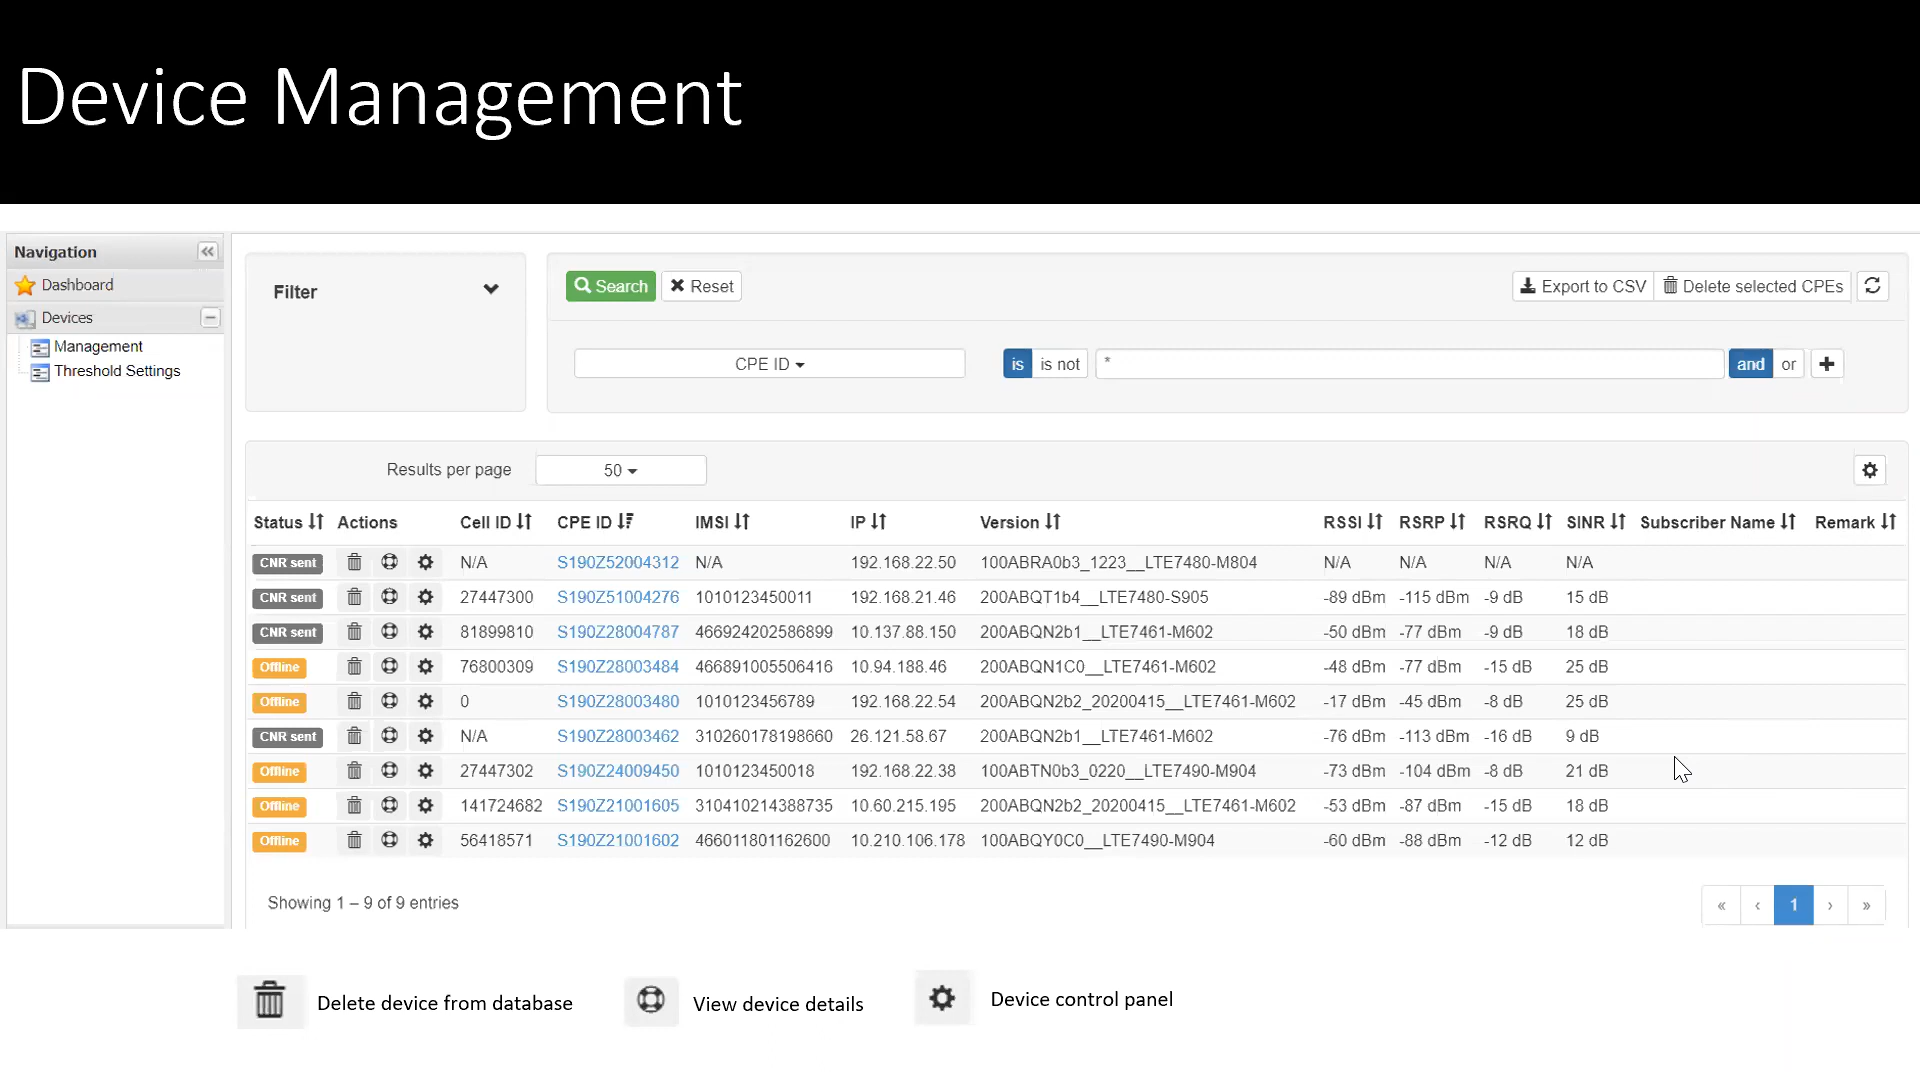 Device Management
Navigation
Dashboard
Devices
Management
Threshold Settings
Filter
Search Reset Export to CSV Delete selected CPEs
CPE ID is is not * and or
Results per page 50
Status Actions Cell ID CPE ID IMSI IP Version RSSI RSRP RSRQ SINR Subscriber Name Remark
CNR sent N/A S190Z52004312 N/A 192.168.22.50 100ABRA0b3_1223__LTE7480-M804 N/A N/A N/A N/A
CNR sent 27447300 S190Z51004276 1010123450011 192.168.21.46 200ABQT1b4__LTE7480-S905 -89 dBm -115 dBm -9 dB 15 dB
CNR sent 81899810 S190Z28004787 466924202586899 10.137.88.150 200ABQN2b1__LTE7461-M602 -50 dBm -77 dBm -9 dB 18 dB
Offline 76800309 S190Z28003484 466891005506416 10.94.188.46 200ABQN1C0__LTE7461-M602 -48 dBm -77 dBm -15 dB 25 dB
Offline 0 S190Z28003480 1010123456789 192.168.22.54 200ABQN2b2_20200415__LTE7461-M602 -17 dBm -45 dBm -8 dB 25 dB
CNR sent N/A S190Z28003462 310260178198660 26.121.58.67 200ABQN2b1__LTE7461-M602 -76 dBm -113 dBm -16 dB 9 dB
Offline 27447302 S190Z24009450 1010123450018 192.168.22.38 100ABTN0b3_0220__LTE7490-M904 -73 dBm -104 dBm -8 dB 21 dB
Offline 141724682 S190Z21001605 310410214388735 10.60.215.195 200ABQN2b2_20200415__LTE7461-M602 -53 dBm -87 dBm -15 dB 18 dB
Offline 56418571 S190Z21001602 466011801162600 10.210.106.178 100ABQY0C0__LTE7490-M904 -60 dBm -88 dBm -12 dB 12 dB
Showing 1 – 9 of 9 entries « ‹ 1 › »
Delete device from database View device details Device control panel